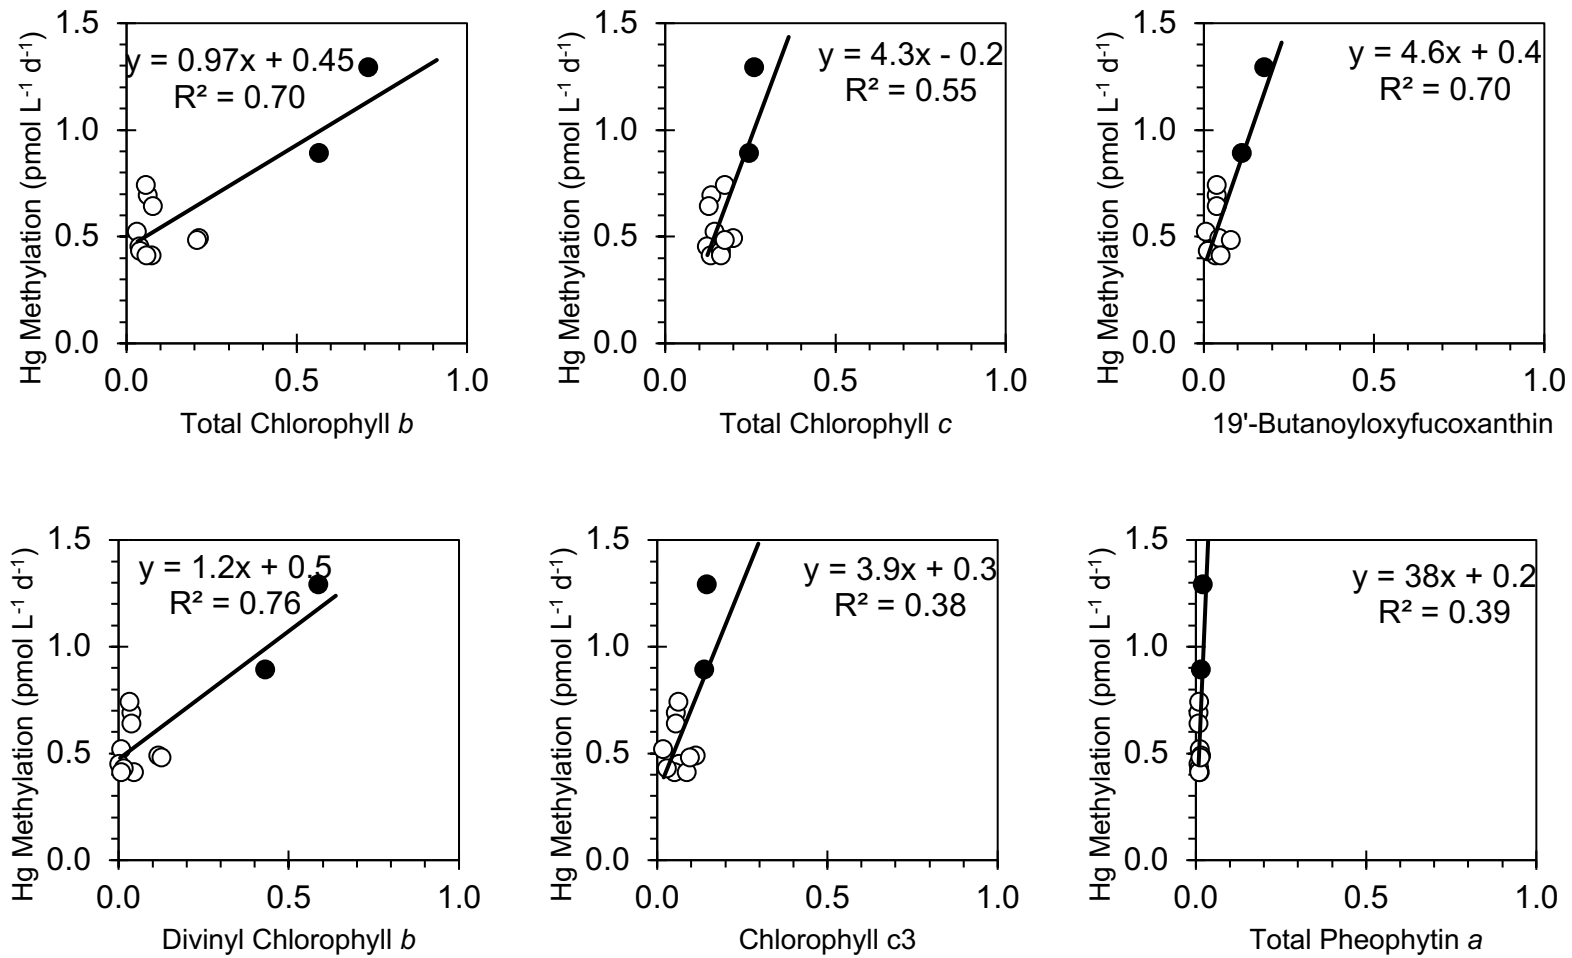 Hg Methylation (pmol L⁻¹ d⁻¹)
1.5
1.0
0.5
0.0
y = 0.97x + 0.45
R² = 0.70
0.0 0.5 1.0
Total Chlorophyll b
Hg Methylation (pmol L⁻¹ d⁻¹)
1.5
1.0
0.5
0.0
y = 4.3x - 0.2
R² = 0.55
0.0 0.5 1.0
Total Chlorophyll c
Hg Methylation (pmol L⁻¹ d⁻¹)
1.5
1.0
0.5
0.0
y = 4.6x + 0.4
R² = 0.70
0.0 0.5 1.0
19'-Butanoyloxyfucoxanthin
Hg Methylation (pmol L⁻¹ d⁻¹)
1.5
1.0
0.5
0.0
y = 1.2x + 0.5
R² = 0.76
0.0 0.5 1.0
Divinyl Chlorophyll b
Hg Methylation (pmol L⁻¹ d⁻¹)
1.5
1.0
0.5
0.0
y = 3.9x + 0.3
R² = 0.38
0.0 0.5 1.0
Chlorophyll c3
Hg Methylation (pmol L⁻¹ d⁻¹)
1.5
1.0
0.5
0.0
y = 38x + 0.2
R² = 0.39
0.0 0.5 1.0
Total Pheophytin a